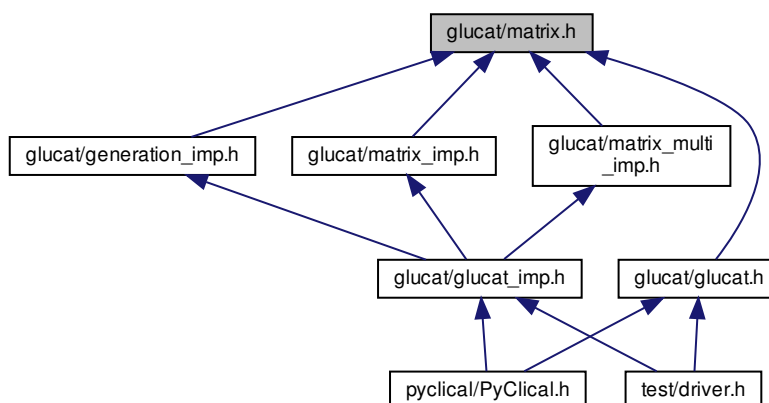 glucat/matrix.h
glucat/generation_imp.h
glucat/matrix_imp.h
glucat/matrix_multi
_imp.h
glucat/glucat_imp.h
glucat/glucat.h
pyclical/PyClical.h
test/driver.h